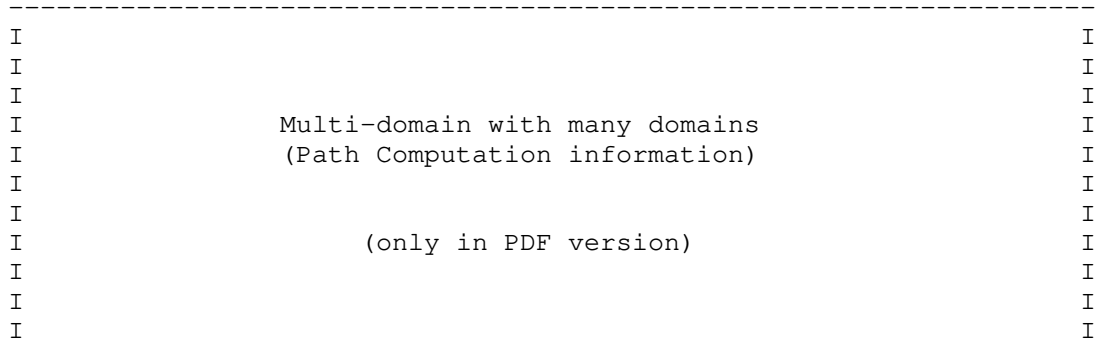 --------------------------------------------------------------------
I                                                                  I
I                                                                  I
I                                                                  I
I                Multi-domain with many domains                    I
I                (Path Computation information)                    I
I                                                                  I
I                                                                  I
I                     (only in PDF version)                        I
I                                                                  I
I                                                                  I
I                                                                  I